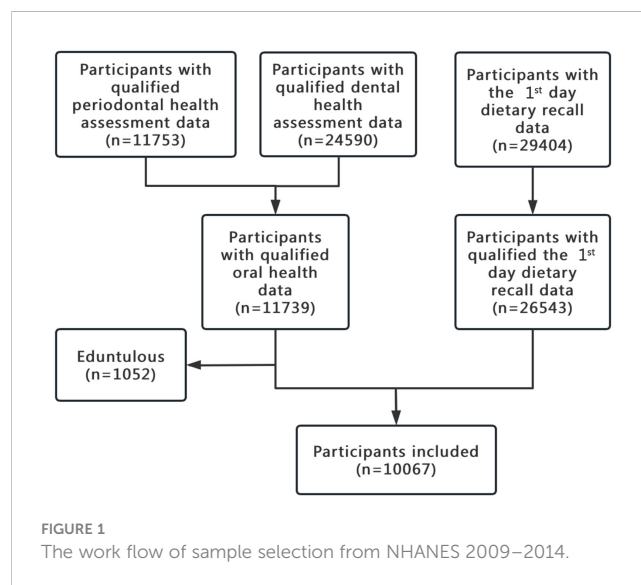 Participants with
qualified
periodontal health
assessment data
(n=11753)
Participants with
qualified dental
health
assessment data
(n=24590)
Participants with
the 1st day
dietary recall
data
(n=29404)
Participants
with qualified
oral health
data
(n=11739)
Participants with
qualified the 1st
day dietary
recall data
(n=26543)
Eduntulous
(n=1052)
Participants included
(n=10067)
FIGURE 1
The work flow of sample selection from NHANES 2009–2014.